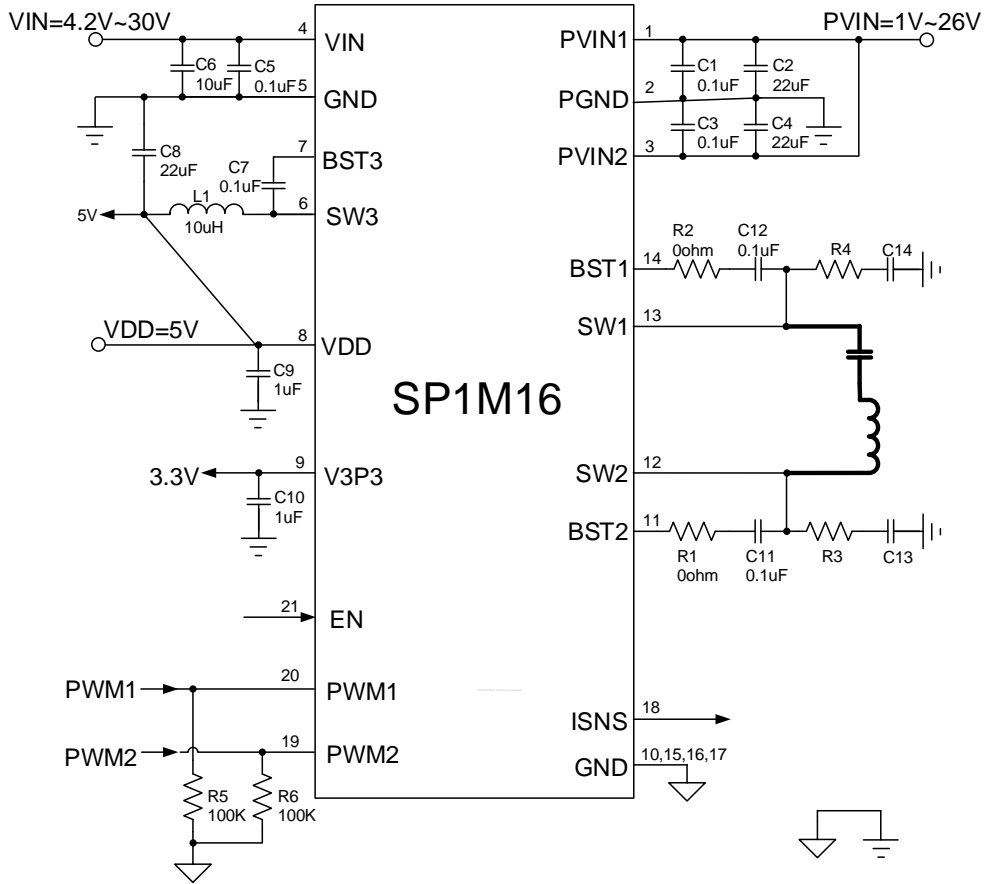 VIN=4.2V~30V
PVIN=1V~26V
4
VIN
PVIN1
1
C6
10uF
C5
0.1uF
C1
0.1uF
C2
22uF
5
GND
PGND
2
C3
0.1uF
C4
22uF
C8
22uF
7
BST3
PVIN2
3
C7
0.1uF
L1
10uH
5V
6
SW3
R2
0ohm
C12
0.1uF
R4
C14
BST1
14
SW1
13
VDD=5V
8
VDD
C9
1uF
SP1M16
3.3V
9
V3P3
C10
1uF
SW2
12
BST2
11
R1
0ohm
C11
0.1uF
R3
C13
21
EN
PWM1
20
PWM1
ISNS
18
PWM2
19
PWM2
GND
10,15,16,17
R5
100K
R6
100K